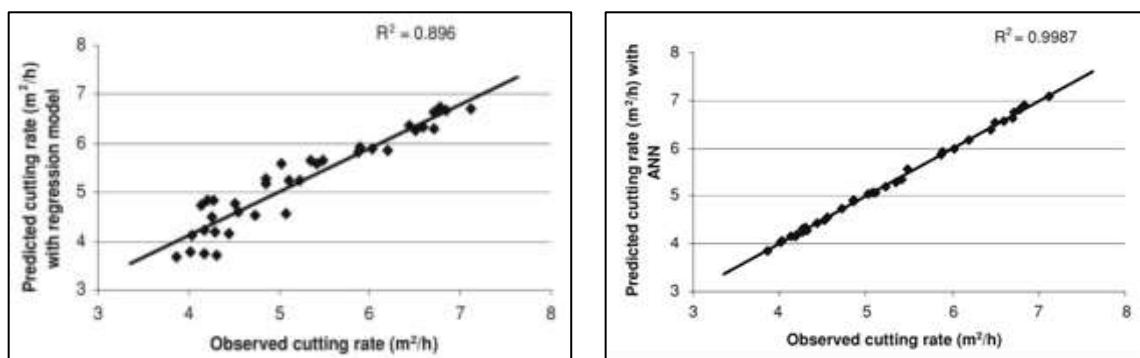 R² = 0.896
Predicted cutting rate (m²/h)
with regression model
8
7
6
5
4
3
3 4 5 6 7 8
Observed cutting rate (m²/h)
R² = 0.9987
Predicted cutting rate (m²/h) with
ANN
8
7
6
5
4
3
3 4 5 6 7 8
Observed cutting rate (m²/h)